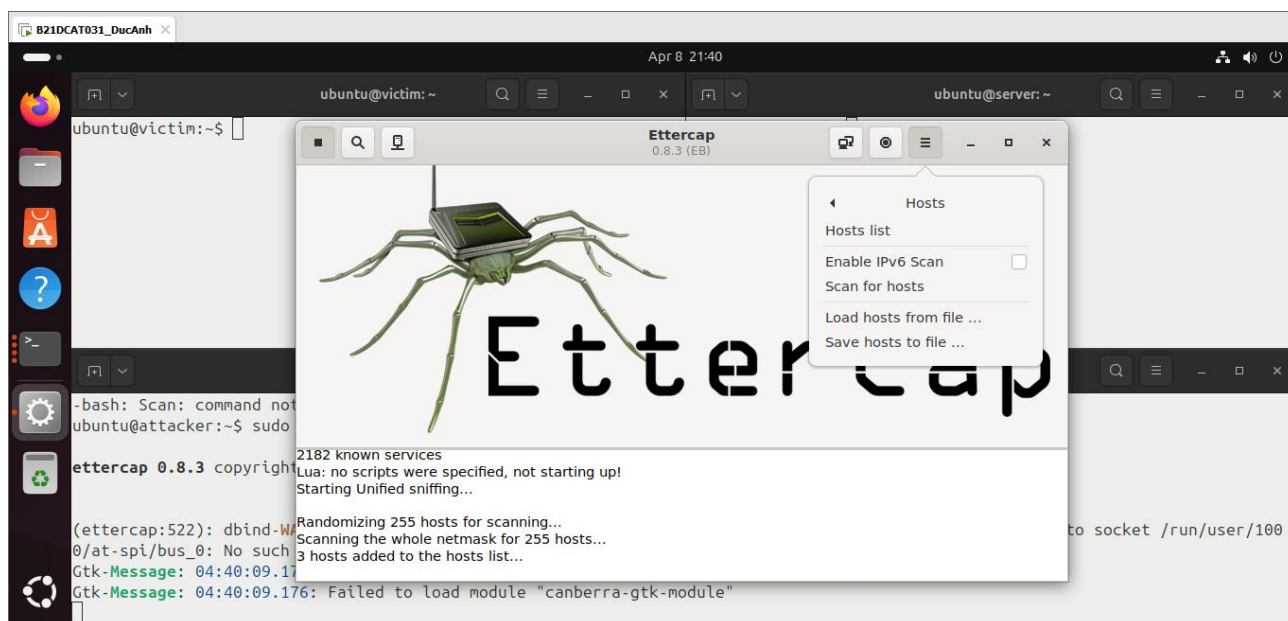 B21DCAT031_DucAnh
Apr 8 21:40
ubuntu@victim: ~
ubuntu@server: ~
ubuntu@victim:~$
Ettercap
0.8.3 (EB)
Hosts
Hosts list
Enable IPv6 Scan
Scan for hosts
Load hosts from file ...
Save hosts to file ...
Ettercap
-bash: Scan: command not
ubuntu@attacker:~$ sudo
ettercap 0.8.3 copyright
2182 known services
Lua: no scripts were specified, not starting up!
Starting Unified sniffing...
Randomizing 255 hosts for scanning...
Scanning the whole netmask for 255 hosts...
3 hosts added to the hosts list...
(ettercap:522): dbind-WA
to socket /run/user/100
0/at-spi/bus_0: No such
Gtk-Message: 04:40:09.17
Gtk-Message: 04:40:09.176: Failed to load module "canberra-gtk-module"